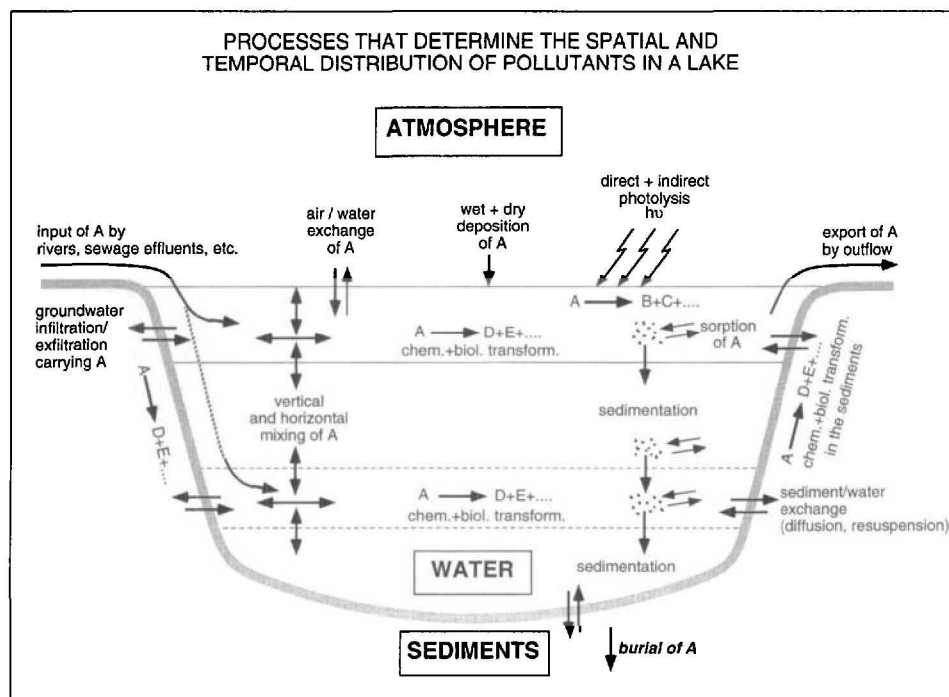 PROCESSES THAT DETERMINE THE SPATIAL AND
TEMPORAL DISTRIBUTION OF POLLUTANTS IN A LAKE
ATMOSPHERE
direct + indirect
photolysis
hυ
wet + dry
deposition
of A
air / water
exchange
of A
input of A by
rivers, sewage effluents, etc.
export of A
by outflow
A B+C+....
groundwater
infiltration/
exfiltration
carrying A
A D+E+....
chem.+biol. transform.
sorption
of A
A D+E+....
vertical
and horizontal
mixing of A
sedimentation
A D+E+....
chem.+biol. transform.
in the sediments
A D+E+....
chem.+biol. transform.
sediment/water
exchange
(diffusion, resuspension)
WATER
sedimentation
SEDIMENTS
burial of A